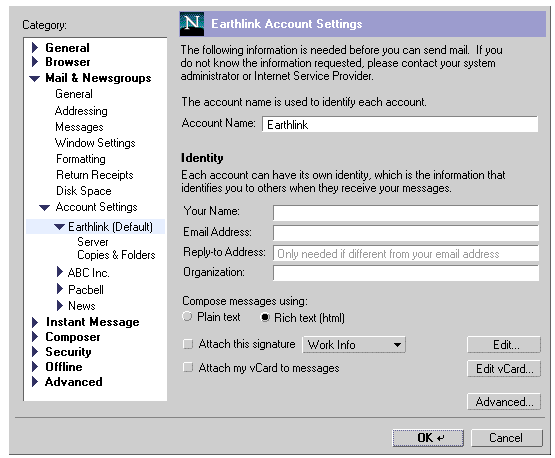 Category:
General
Browser
Mail & Newsgroups
General
Addressing
Messages
Window Settings
Formatting
Return Receipts
Disk Space
Account Settings
Earthlink (Default)
Server
Copies & Folders
ABC Inc.
Pacbell
News
Instant Message
Composer
Security
Offline
Advanced
N
Earthlink Account Settings
The following information is needed before you can send mail. If you
do not know the information requested, please contact your system
administrator or Internet Service Provider.
The account name is used to identify each account.
Account Name: Earthlink
Identity
Each account can have its own identity, which is the information that
identifies you to others when they receive your messages.
Your Name:
Email Address:
Reply-to Address: Only needed if different from your email address
Organization:
Compose messages using:
Plain text Rich text (html)
Attach this signature Work Info Edit...
Attach my vCard to messages Edit vCard...
Advanced...
OK ↵ Cancel